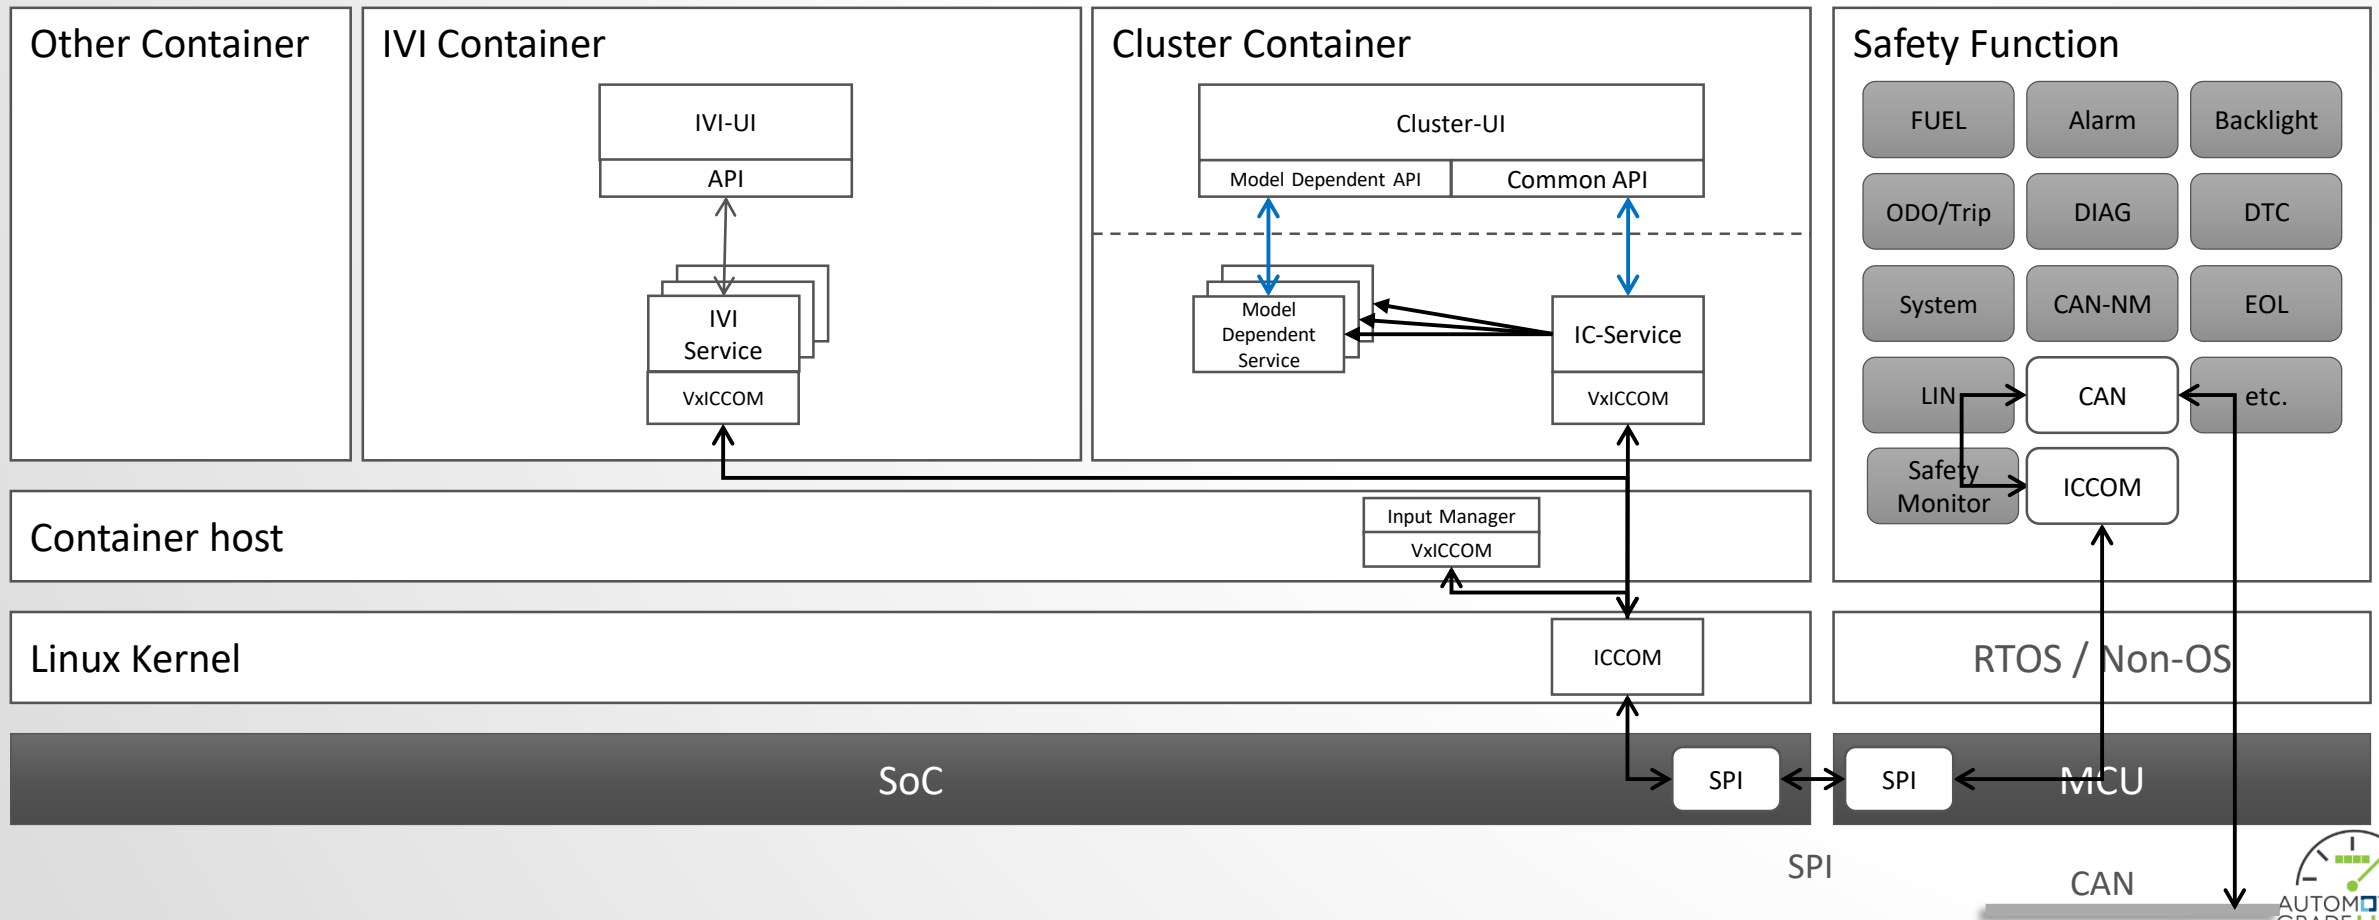 Other Container
IVI Container
IVI-UI
API
IVI
Service
VxICCOM
Cluster Container
Cluster-UI
Model Dependent API
Common API
Model
Dependent
Service
IC-Service
VxICCOM
Safety Function
FUEL
Alarm
Backlight
ODO/Trip
DIAG
DTC
System
CAN-NM
EOL
LIN
CAN
etc.
Safety
Monitor
ICCOM
Container host
Input Manager
VxICCOM
Linux Kernel
ICCOM
RTOS / Non-OS
SoC
SPI
SPI
MCU
SPI
CAN